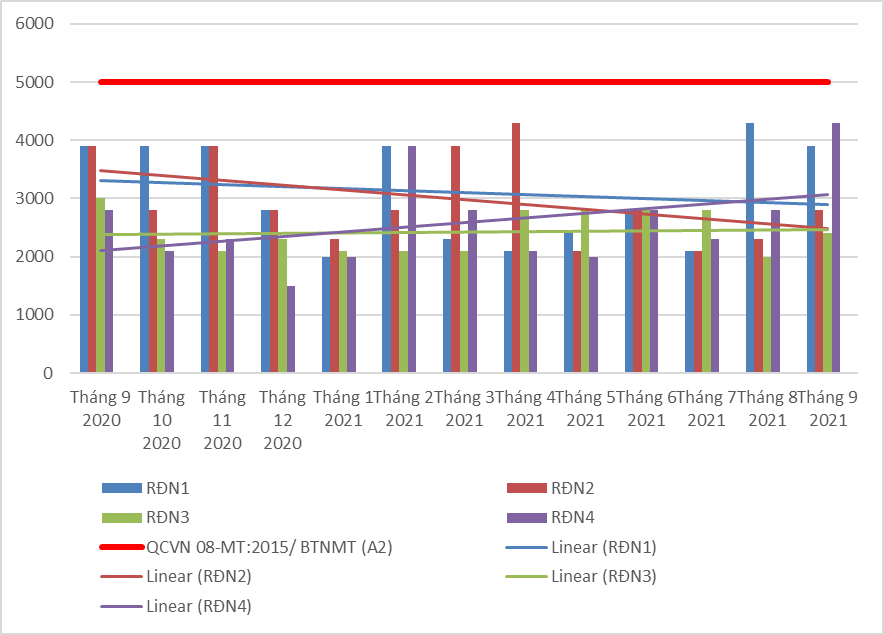 6000
5000
4000
3000
2000
1000
0
Tháng 9 Tháng Tháng Tháng Tháng 1 Tháng 2 Tháng 3 Tháng 4 Tháng 5 Tháng 6 Tháng 7 Tháng 8 Tháng 9
2020 10 11 12 2021 2021 2021 2021 2021 2021 2021 2021 2021
2020 2020 2020
RĐN1 RĐN2
RĐN3 RĐN4
QCVN 08-MT:2015/ BTNMT (A2) Linear (RĐN1)
Linear (RĐN2) Linear (RĐN3)
Linear (RĐN4)